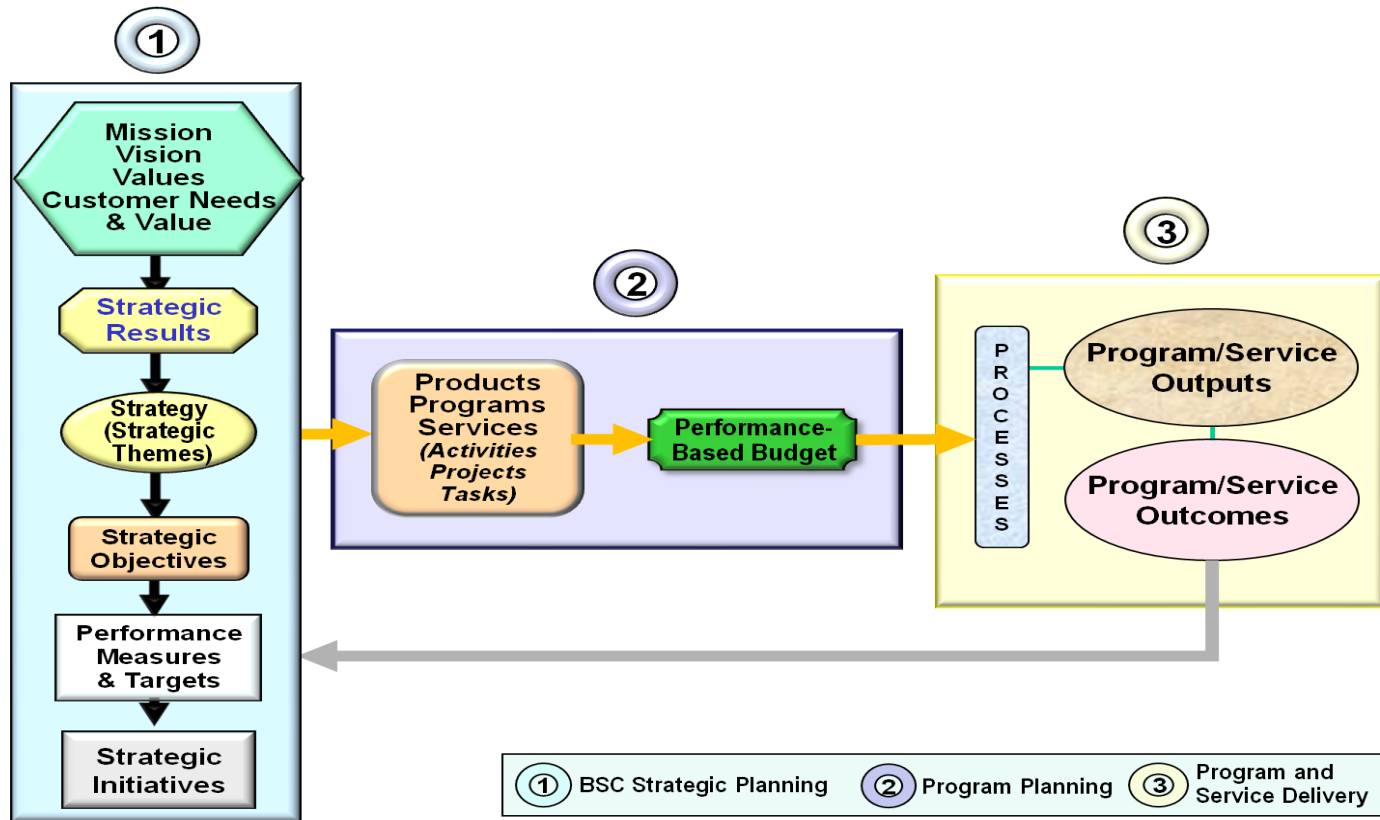 1
Mission
Vision
Values
Customer Needs
& Value
Strategic
Results
Strategy
(Strategic
Themes)
Strategic
Objectives
Performance
Measures
& Targets
Strategic
Initiatives
2
Products
Programs
Services
(Activities
Projects
Tasks)
Performance-
Based Budget
3
P
R
O
C
E
S
S
E
S
Program/Service
Outputs
Program/Service
Outcomes
1 BSC Strategic Planning
2 Program Planning
3 Program and
Service Delivery